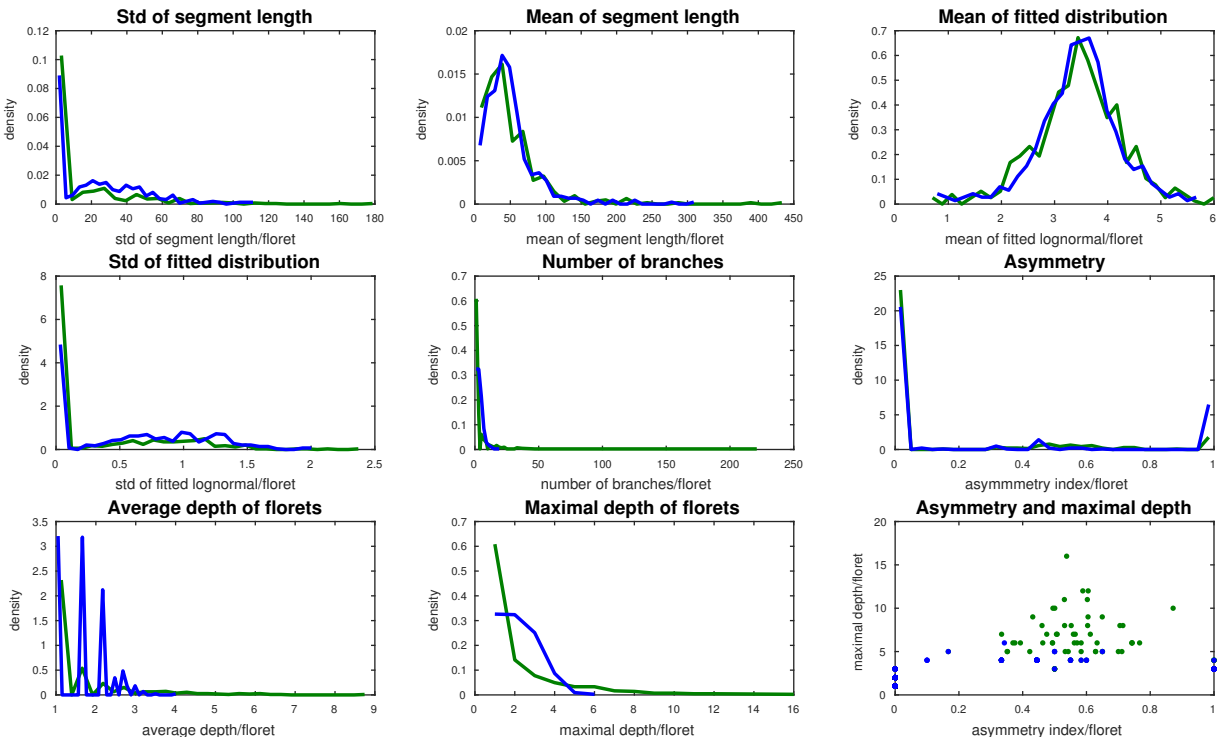 Std of segment length
Mean of segment length
Mean of fitted distribution
density
0.12
0.1
0.08
0.06
0.04
0.02
0
0 20 40 60 80 100 120 140 160 180
std of segment length/floret
density
0.02
0.015
0.01
0.005
0
0 50 100 150 200 250 300 350 400 450
mean of segment length/floret
density
0.7
0.6
0.5
0.4
0.3
0.2
0.1
0
0 1 2 3 4 5 6
mean of fitted lognormal/floret
Std of fitted distribution
Number of branches
Asymmetry
density
8
6
4
2
0
0 0.5 1 1.5 2 2.5
std of fitted lognormal/floret
density
0.7
0.6
0.5
0.4
0.3
0.2
0.1
0
0 50 100 150 200 250
number of branches/floret
density
25
20
15
10
5
0
0 0.2 0.4 0.6 0.8 1
asymmmetry index/floret
Average depth of florets
Maximal depth of florets
Asymmetry and maximal depth
density
3.5
3
2.5
2
1.5
1
0.5
0
1 2 3 4 5 6 7 8 9
average depth/floret
density
0.7
0.6
0.5
0.4
0.3
0.2
0.1
0
0 2 4 6 8 10 12 14 16
maximal depth/floret
maximal depth/floret
20
15
10
5
0
0 0.2 0.4 0.6 0.8 1
asymmetry index/floret